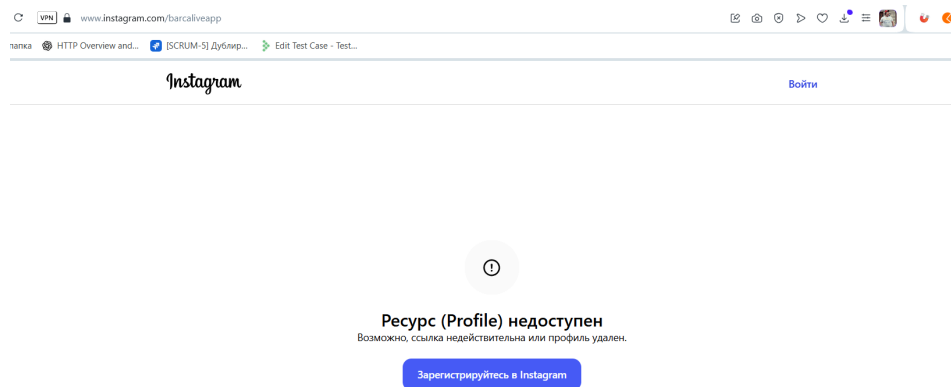 VPN www.instagram.com/barcaliveapp
папка HTTP Overview and... [SCRUM-5] Дублир... Edit Test Case - Test...
Instagram Войти
Ресурс (Profile) недоступен
Возможно, ссылка недействительна или профиль удален.
Зарегистрируйтесь в Instagram